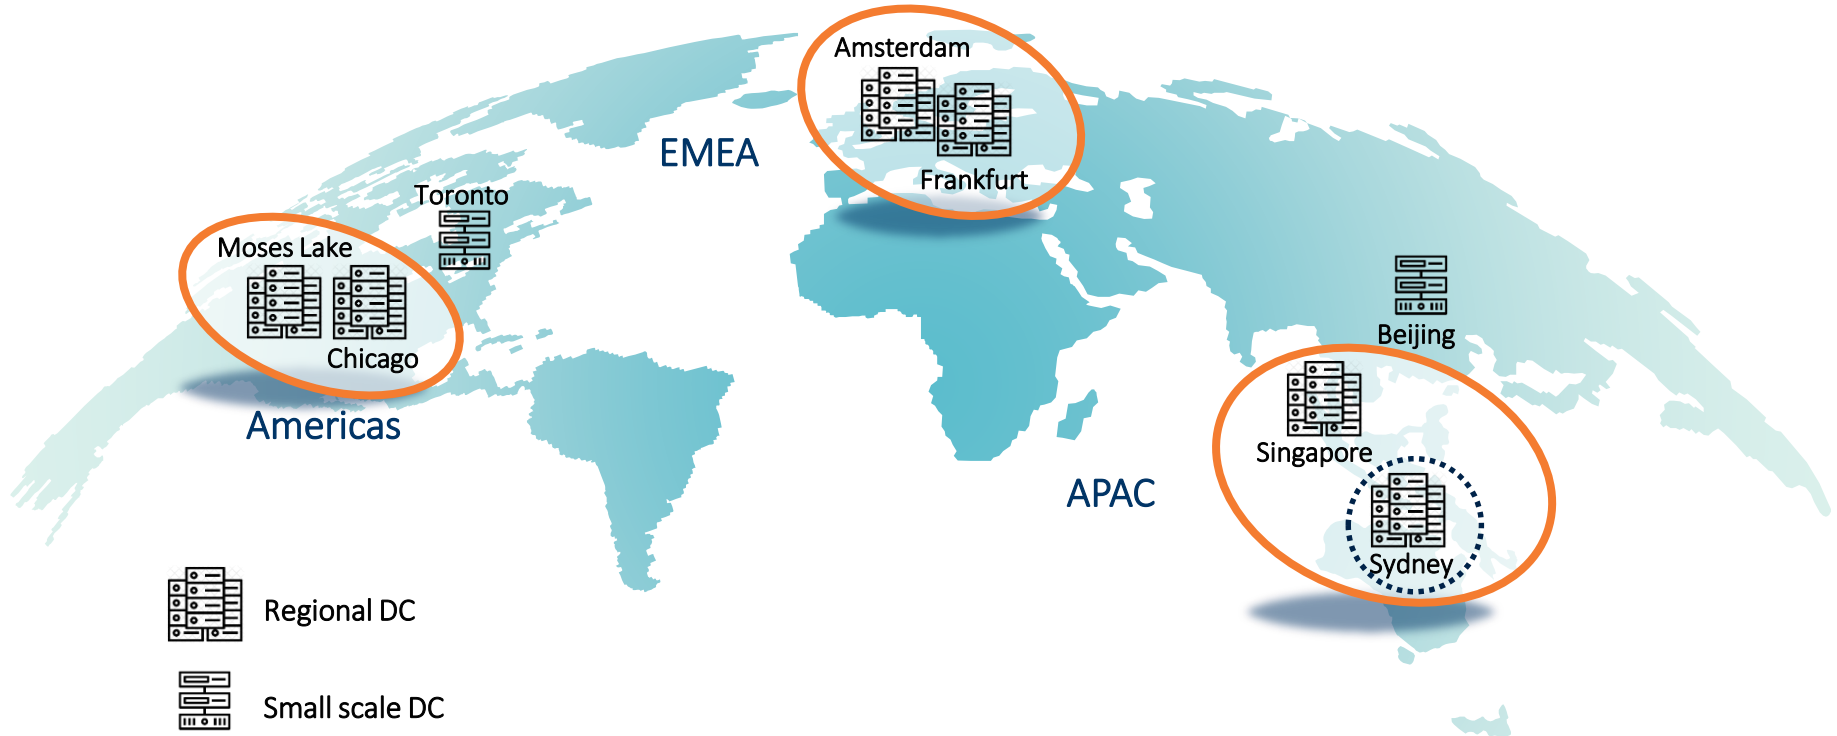 Amsterdam
EMEA
Frankfurt
Toronto
Moses Lake
Chicago
Americas
Beijing
Singapore
APAC
Sydney
Regional DC
Small scale DC